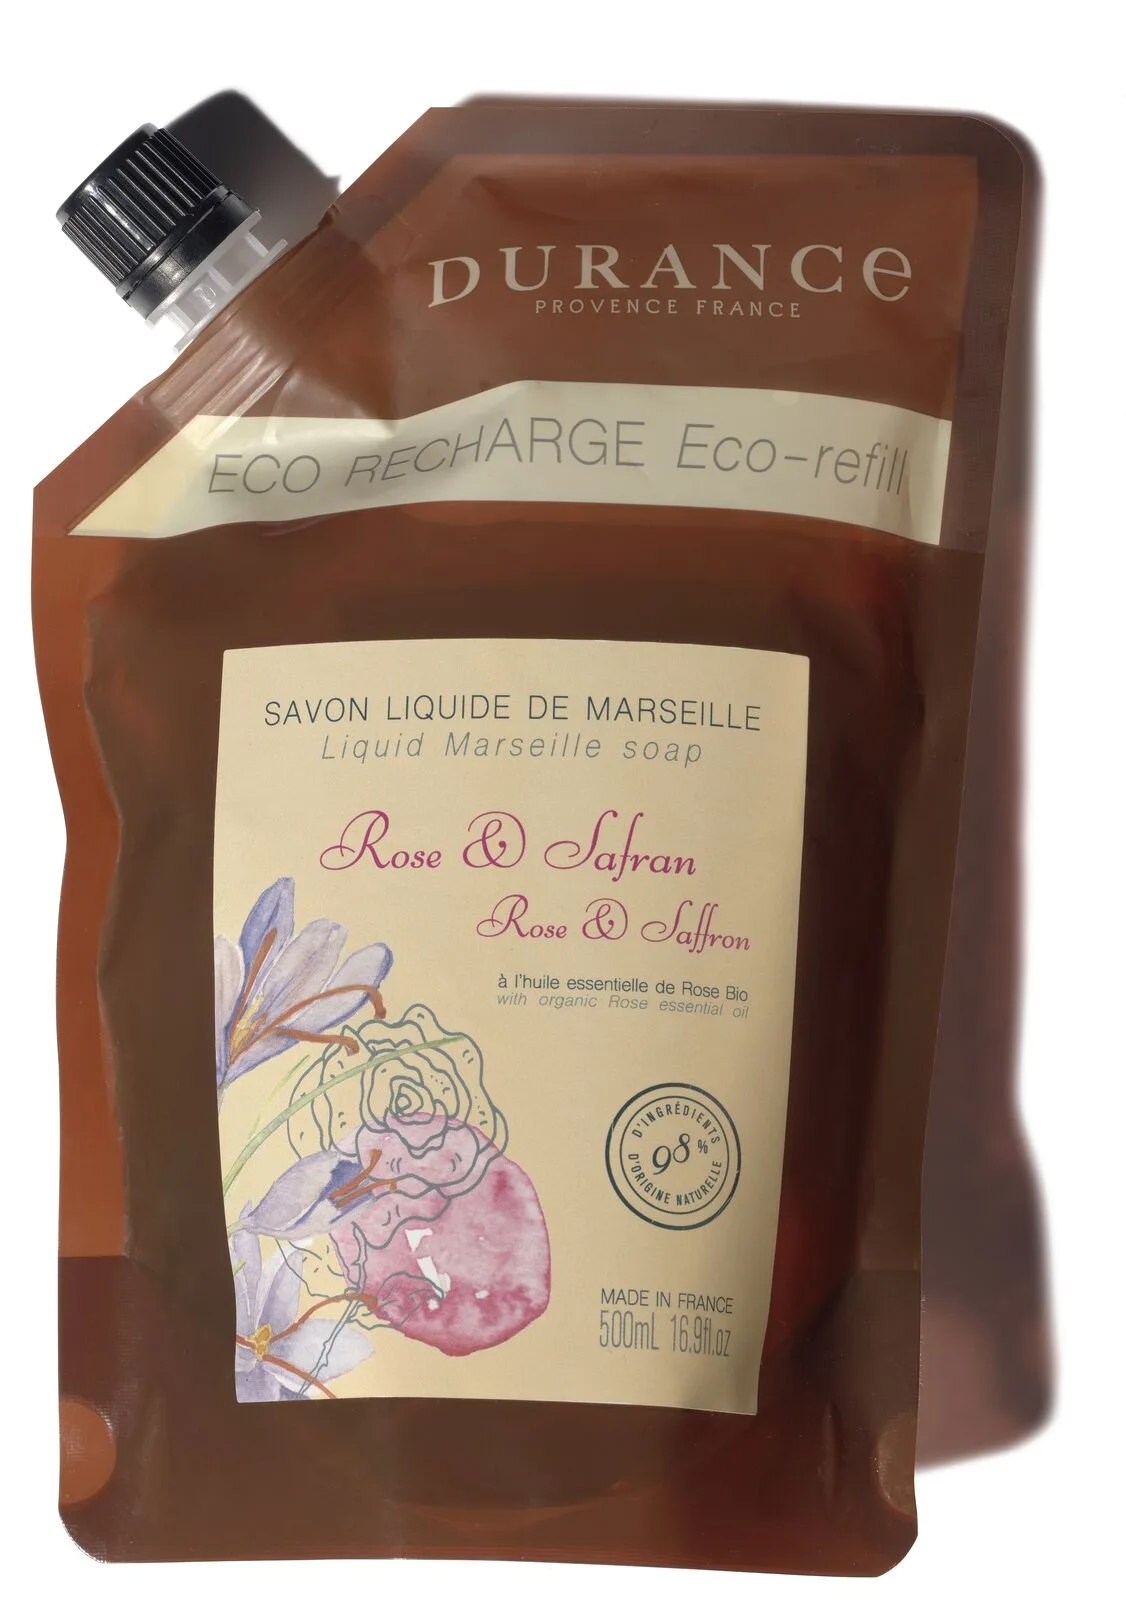 DURANCe
PROVENCE FRANCE
ECO RECHARGE Eco-refill
SAVON LIQUIDE DE MARSEILLE
Liquid Marseille soap
Rose & Safran
Rose & Saffron
à l'huile essentielle de Rose Bio
with organic Rose essential oil
D'INGRÉDIENTS
98%
D'ORIGINE NATURELLE
MADE IN FRANCE
500mL 16.9fl.oz